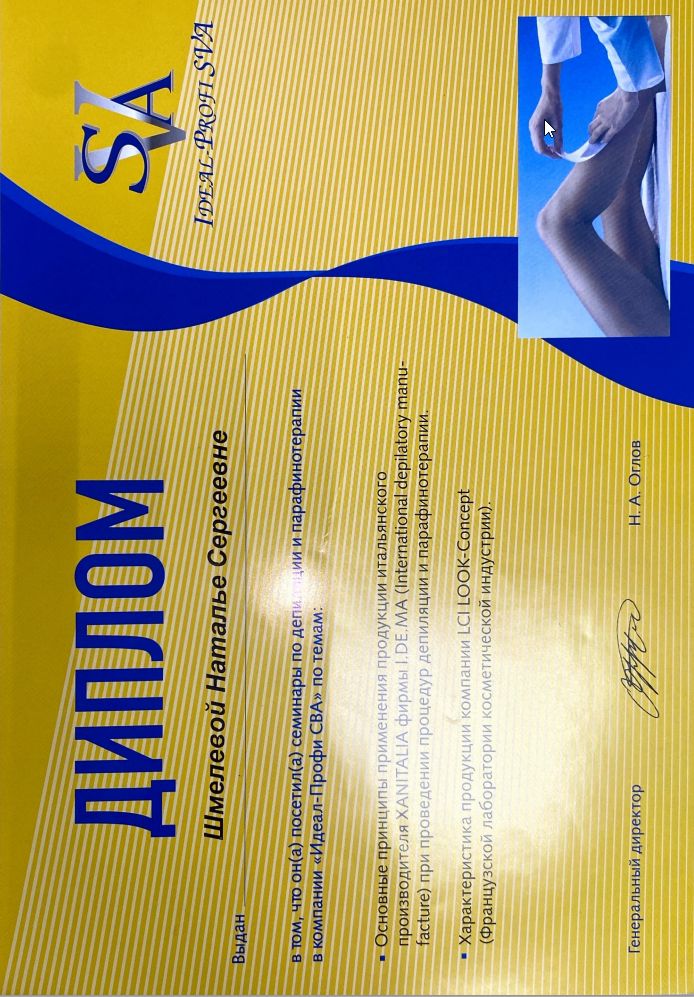 SVA
IDEAL-PROFI SVA
ДИПЛОМ
Выдан Шмелевой Наталье Сергеевне
в том, что он(а) посетил(а) семинары по депиляции и парафинотерапии
в компании «Идеал-Профи СВА» по темам:
▪ Основные принципы применения продукции итальянского
производителя XANITALIA фирмы I.DE.MA (International depilatory manu-
facture) при проведении процедур депиляции и парафинотерапии.
▪ Характеристика продукции компании LCI LOOK-Concept
(Французской лаборатории косметической индустрии).
Генеральный директор Н. А. Оглов